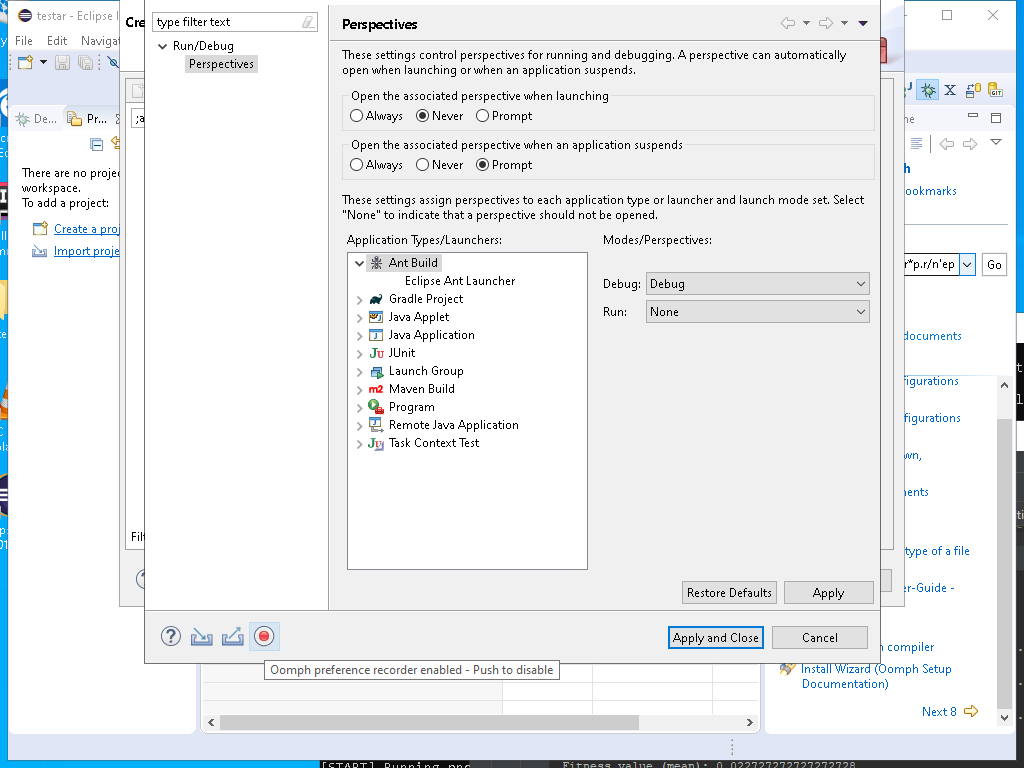 testar - Eclipse I
File Edit Navigat
Cre
type filter text
Run/Debug
Perspectives
Perspectives
These settings control perspectives for running and debugging. A perspective can automatically
open when launching or when an application suspends.
Open the associated perspective when launching
Always Never Prompt
Open the associated perspective when an application suspends
Always Never Prompt
These settings assign perspectives to each application type or launcher and launch mode set. Select
"None" to indicate that a perspective should not be opened.
Application Types/Launchers:
Modes/Perspectives:
Ant Build
Eclipse Ant Launcher
Gradle Project
Java Applet
Java Application
JUnit
Launch Group
Maven Build
Program
Remote Java Application
Task Context Test
Debug: Debug
Run: None
Restore Defaults Apply
Apply and Close Cancel
Oomph preference recorder enabled - Push to disable
De... Pr...
There are no projec
workspace.
To add a project:
Create a proj
Import proje
;a
Filt
ne
h
ookmarks
r*p.r/n'ep Go
documents
figurations
figurations
wn,
ments
type of a file
er-Guide -
n compiler
Install Wizard (Oomph Setup
Documentation)
Next 8
[START] Running
Fitness value (mean): 0.022727272727272728